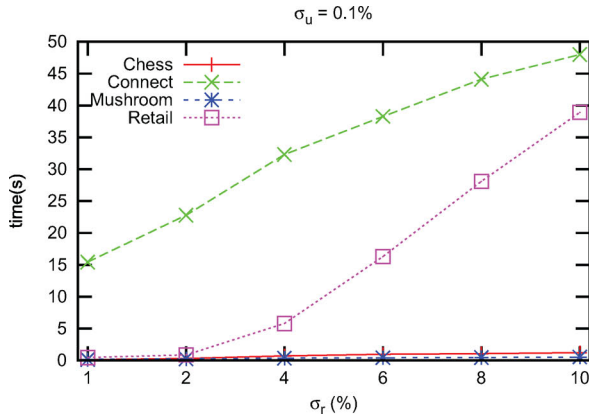 σu = 0.1%
Chess
Connect
Mushroom
Retail
time(s)
50
45
40
35
30
25
20
15
10
5
0
1 2 4 6 8 10
σr (%)